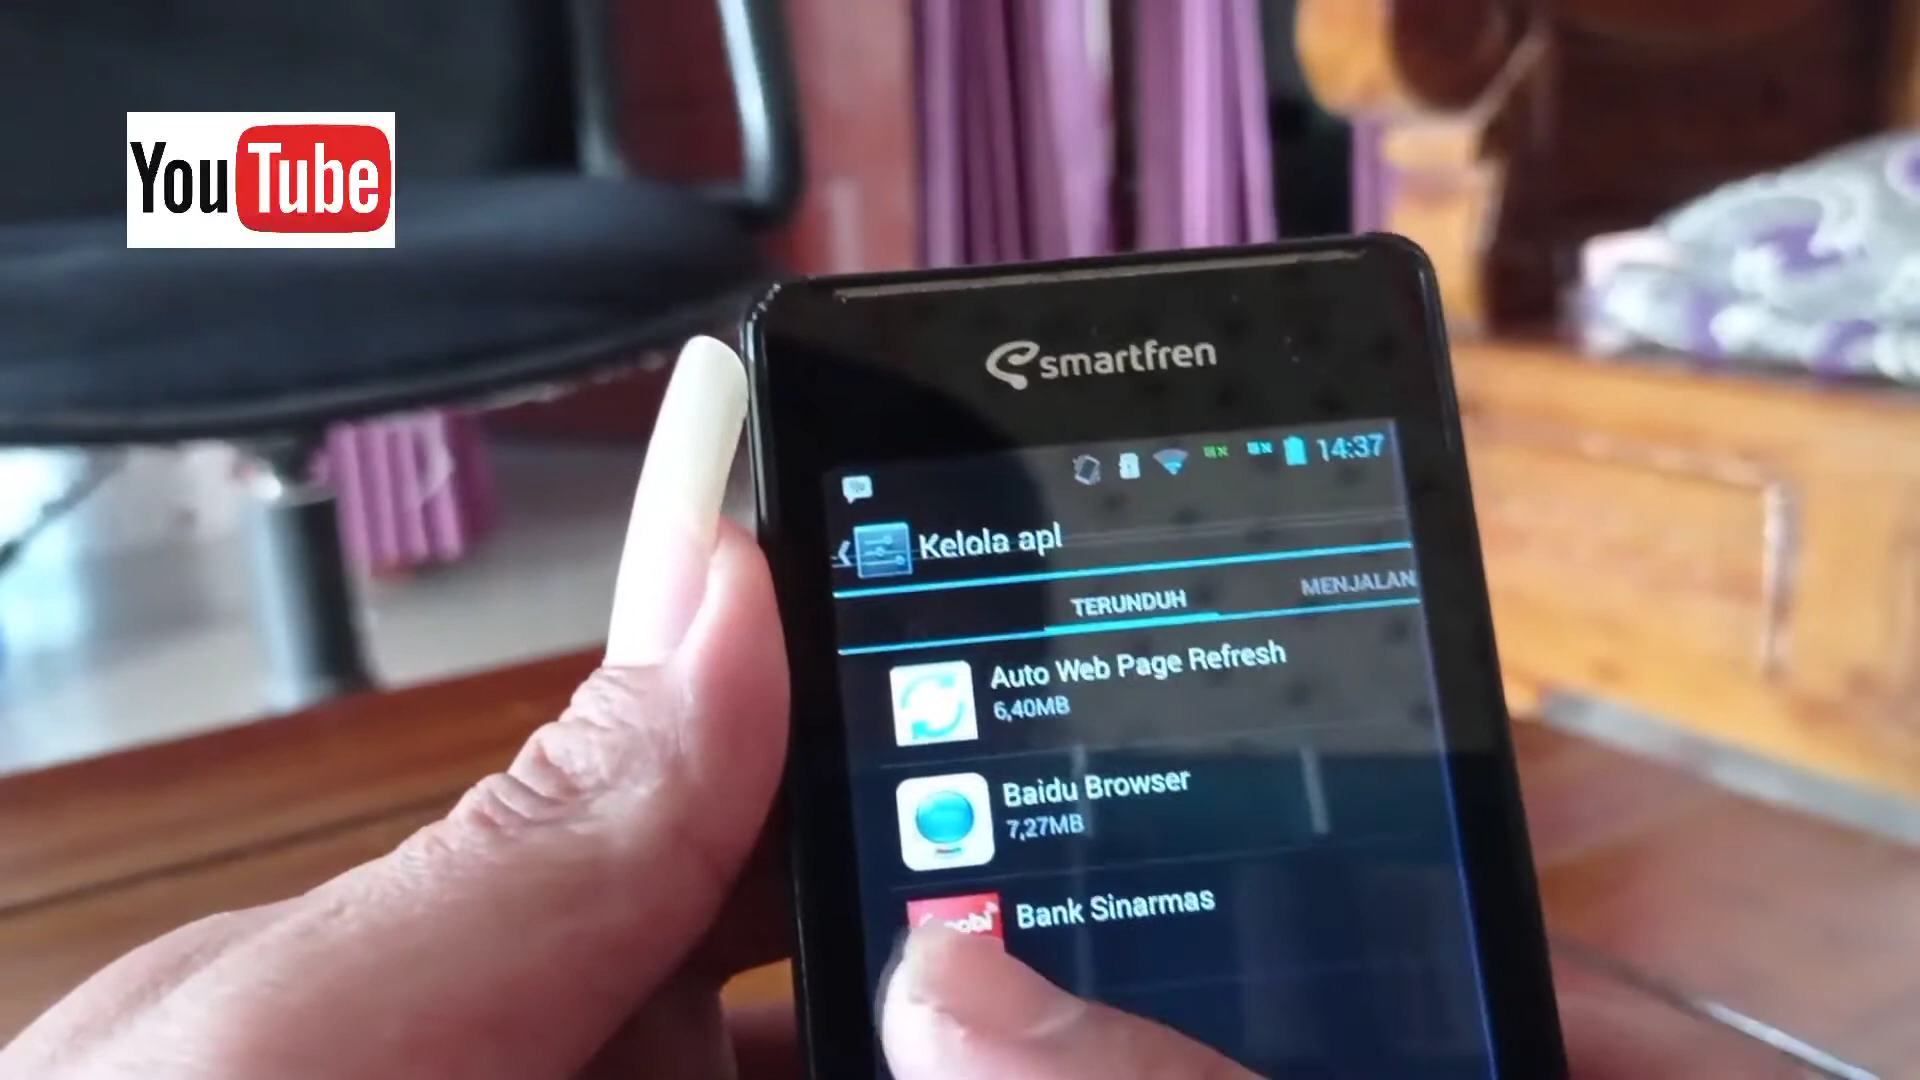 YouTube
smartfren
14:37
Kelola apl
TERUNDUH
MENJALAN
Auto Web Page Refresh
6,40MB
Baidu Browser
7,27MB
Bank Sinarmas